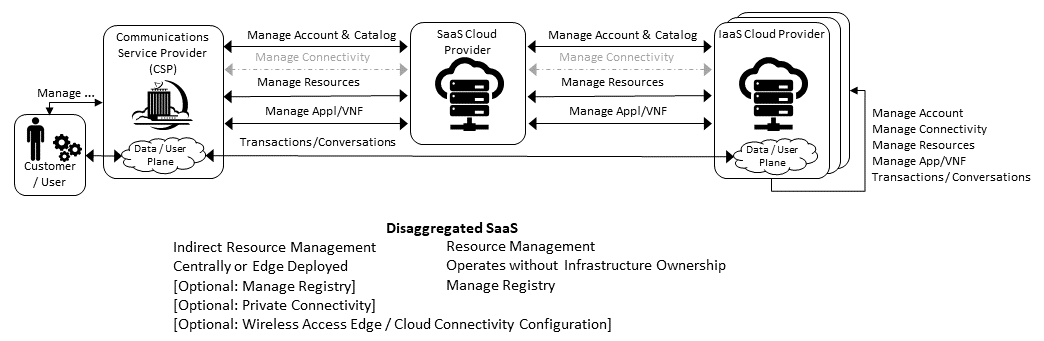 Communications
Service Provider
(CSP)
Manage Account & Catalog
Manage Connectivity
Manage Resources
Manage Appl/VNF
Transactions/Conversations
SaaS Cloud
Provider
Manage Account & Catalog
Manage Connectivity
Manage Resources
Manage Appl/VNF
IaaS Cloud Provider
Manage ...
Customer
/ User
Data / User
Plane
Data / User
Plane
Manage Account
Manage Connectivity
Manage Resources
Manage App/VNF
Transactions/ Conversations
Disaggregated SaaS
Indirect Resource Management
Centrally or Edge Deployed
[Optional: Manage Registry]
[Optional: Private Connectivity]
[Optional: Wireless Access Edge / Cloud Connectivity Configuration]
Resource Management
Operates without Infrastructure Ownership
Manage Registry